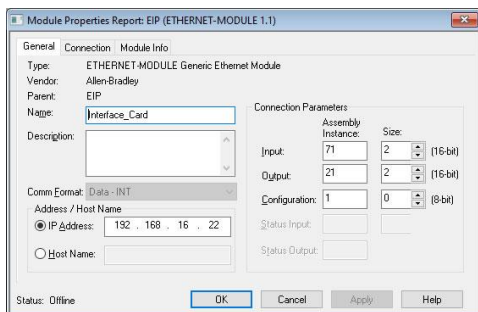 Module Properties Report: EIP (ETHERNET-MODULE 1.1)
General Connection Module Info
Type: ETHERNET-MODULE Generic Ethernet Module
Vendor: Allen-Bradley
Parent: EIP
Name: Interface_Card
Description:
Comm Format: Data - INT
Address / Host Name
IP Address: 192 . 168 . 16 . 22
Host Name:
Connection Parameters
Assembly Instance: Size:
Input: 71 2 (16-bit)
Output: 21 2 (16-bit)
Configuration: 1 0 (8-bit)
Status Input:
Status Output:
Status: Offline OK Cancel Apply Help